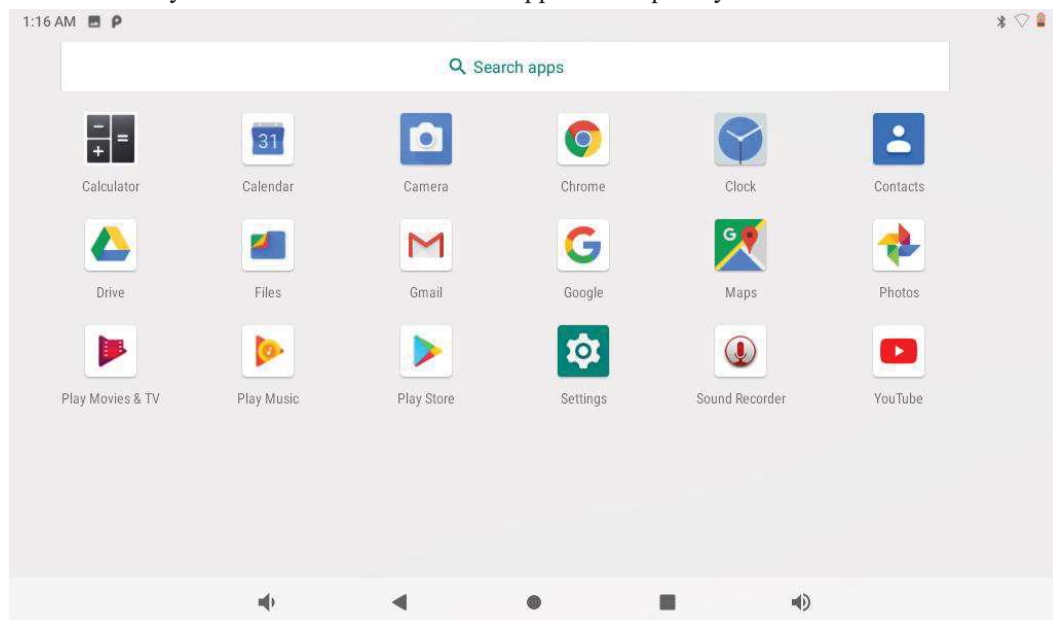 1:16 AM P
Search apps
31
Calculator Calendar Camera Chrome Clock Contacts
G G
Drive Files Gmail Google Maps Photos
Play Movies & TV Play Music Play Store Settings Sound Recorder YouTube